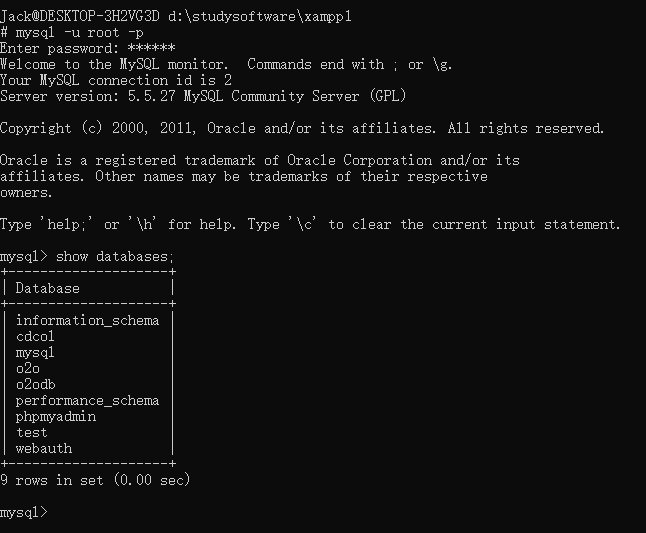 Jack@DESKTOP-3H2VG3D d:\studysoftware\xampp1
# mysql -u root -p
Enter password: ******
Welcome to the MySQL monitor.  Commands end with ; or \g.
Your MySQL connection id is 2
Server version: 5.5.27 MySQL Community Server (GPL)
Copyright (c) 2000, 2011, Oracle and/or its affiliates. All rights reserved.
Oracle is a registered trademark of Oracle Corporation and/or its
affiliates. Other names may be trademarks of their respective
owners.
Type 'help;' or '\h' for help. Type '\c' to clear the current input statement.
mysql> show databases;
+--------------------+
| Database           |
+--------------------+
| information_schema |
| cdcol              |
| mysql              |
| o2o                |
| o2odb              |
| performance_schema |
| phpmyadmin         |
| test               |
| webauth            |
+--------------------+
9 rows in set (0.00 sec)
mysql>